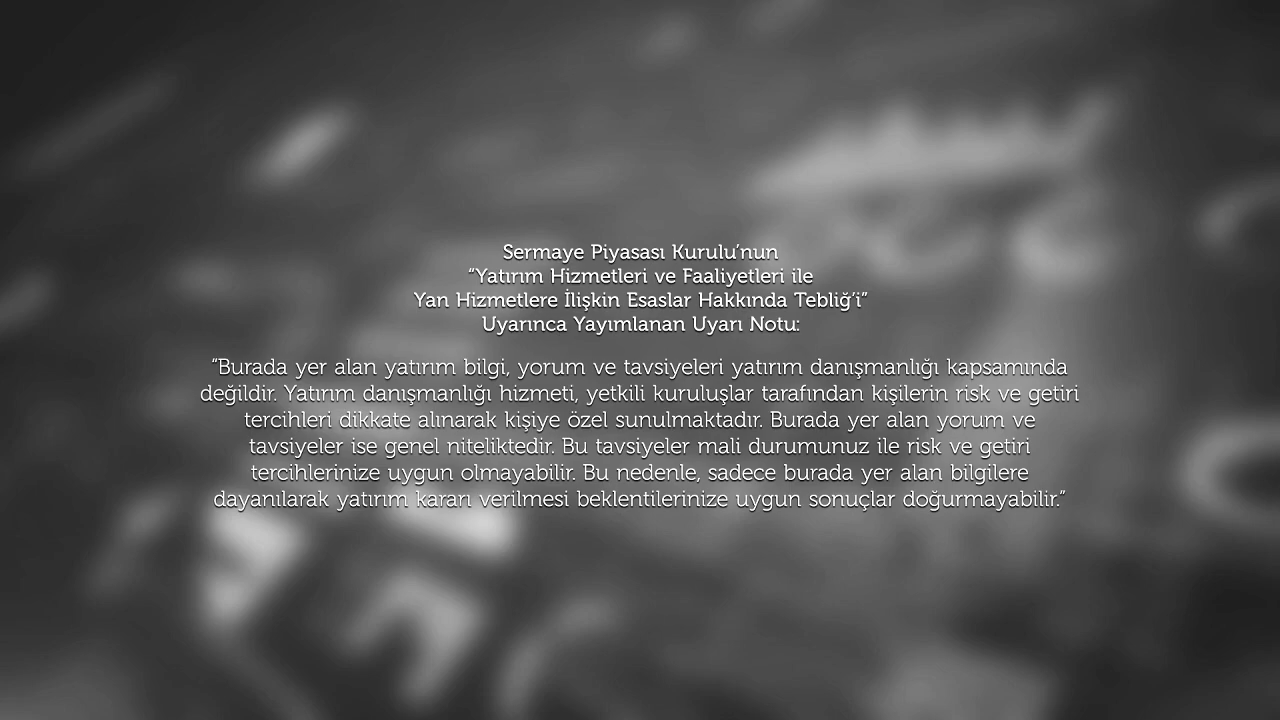 Sermaye Piyasası Kurulu’nun
“Yatırım Hizmetleri ve Faaliyetleri ile
Yan Hizmetlere İlişkin Esaslar Hakkında Tebliğ’i”
Uyarınca Yayımlanan Uyarı Notu:
“Burada yer alan yatırım bilgi, yorum ve tavsiyeleri yatırım danışmanlığı kapsamında
değildir. Yatırım danışmanlığı hizmeti, yetkili kuruluşlar tarafından kişilerin risk ve getiri
tercihleri dikkate alınarak kişiye özel sunulmaktadır. Burada yer alan yorum ve
tavsiyeler ise genel niteliktedir. Bu tavsiyeler mali durumunuz ile risk ve getiri
tercihlerinize uygun olmayabilir. Bu nedenle, sadece burada yer alan bilgilere
dayanılarak yatırım kararı verilmesi beklentilerinize uygun sonuçlar doğurmayabilir.”